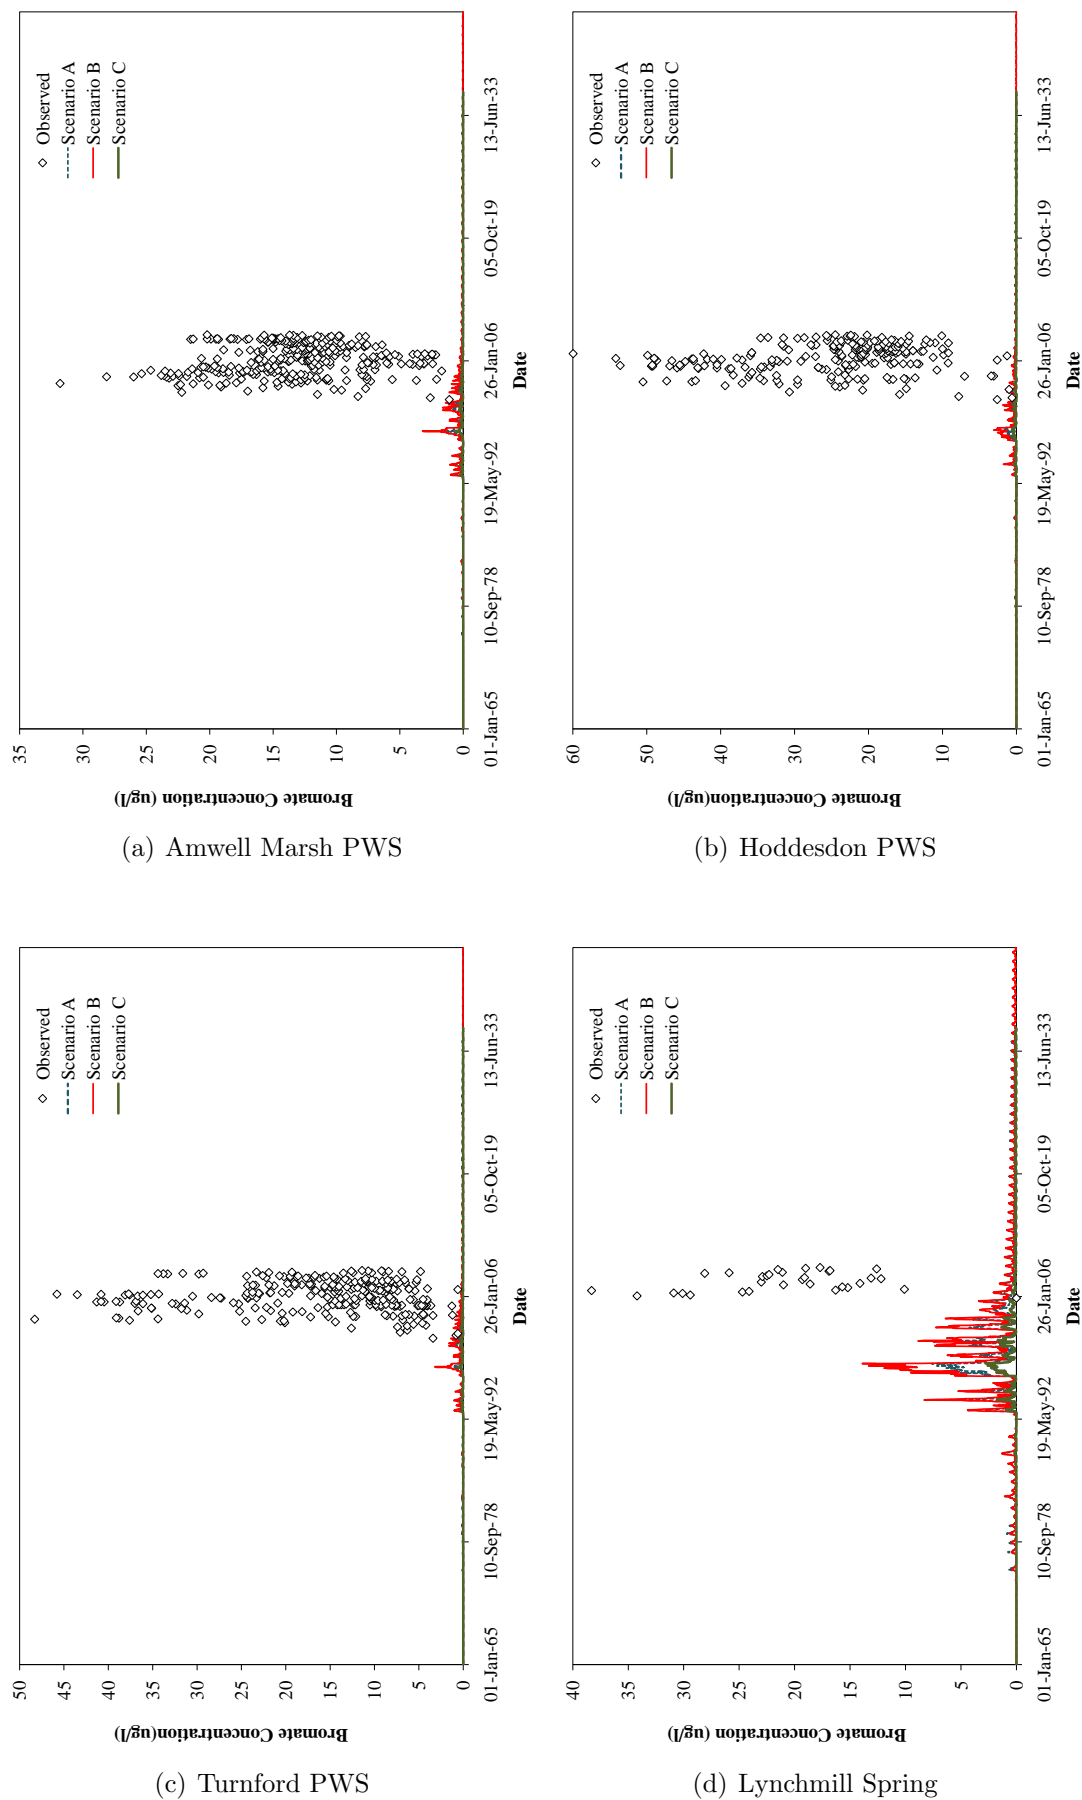 35
30
25
20
15
10
5
0
Bromate Concentration (ug/l)
01-Jan-65
10-Sep-78
19-May-92
26-Jan-06
05-Oct-19
13-Jun-33
Date
Observed
Scenario A
Scenario B
Scenario C
(a) Amwell Marsh PWS
60
50
40
30
20
10
0
Bromate Concentration(ug/l)
01-Jan-65
10-Sep-78
19-May-92
26-Jan-06
05-Oct-19
13-Jun-33
Date
Observed
Scenario A
Scenario B
Scenario C
(b) Hoddesdon PWS
50
45
40
35
30
25
20
15
10
5
0
Bromate Concentration(ug/l)
01-Jan-65
10-Sep-78
19-May-92
26-Jan-06
05-Oct-19
13-Jun-33
Date
Observed
Scenario A
Scenario B
Scenario C
(c) Turnford PWS
40
35
30
25
20
15
10
5
0
Bromate Concentration (ug/l)
01-Jan-65
10-Sep-78
19-May-92
26-Jan-06
05-Oct-19
13-Jun-33
Date
Observed
Scenario A
Scenario B
Scenario C
(d) Lynchmill Spring